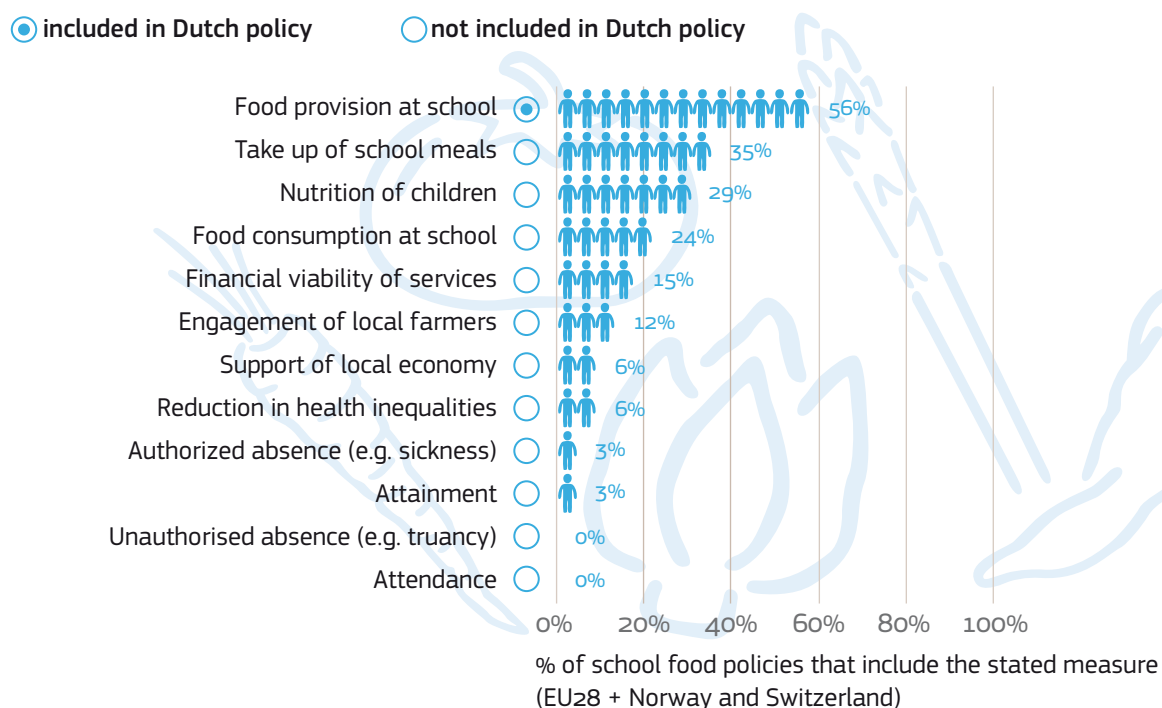 included in Dutch policy not included in Dutch policy
Food provision at school 56%
Take up of school meals 35%
Nutrition of children 29%
Food consumption at school 24%
Financial viability of services 15%
Engagement of local farmers 12%
Support of local economy 6%
Reduction in health inequalities 6%
Authorized absence (e.g. sickness) 3%
Attainment 3%
Unauthorised absence (e.g. truancy) 0%
Attendance 0%
0% 20% 40% 60% 80% 100%
% of school food policies that include the stated measure
(EU28 + Norway and Switzerland)